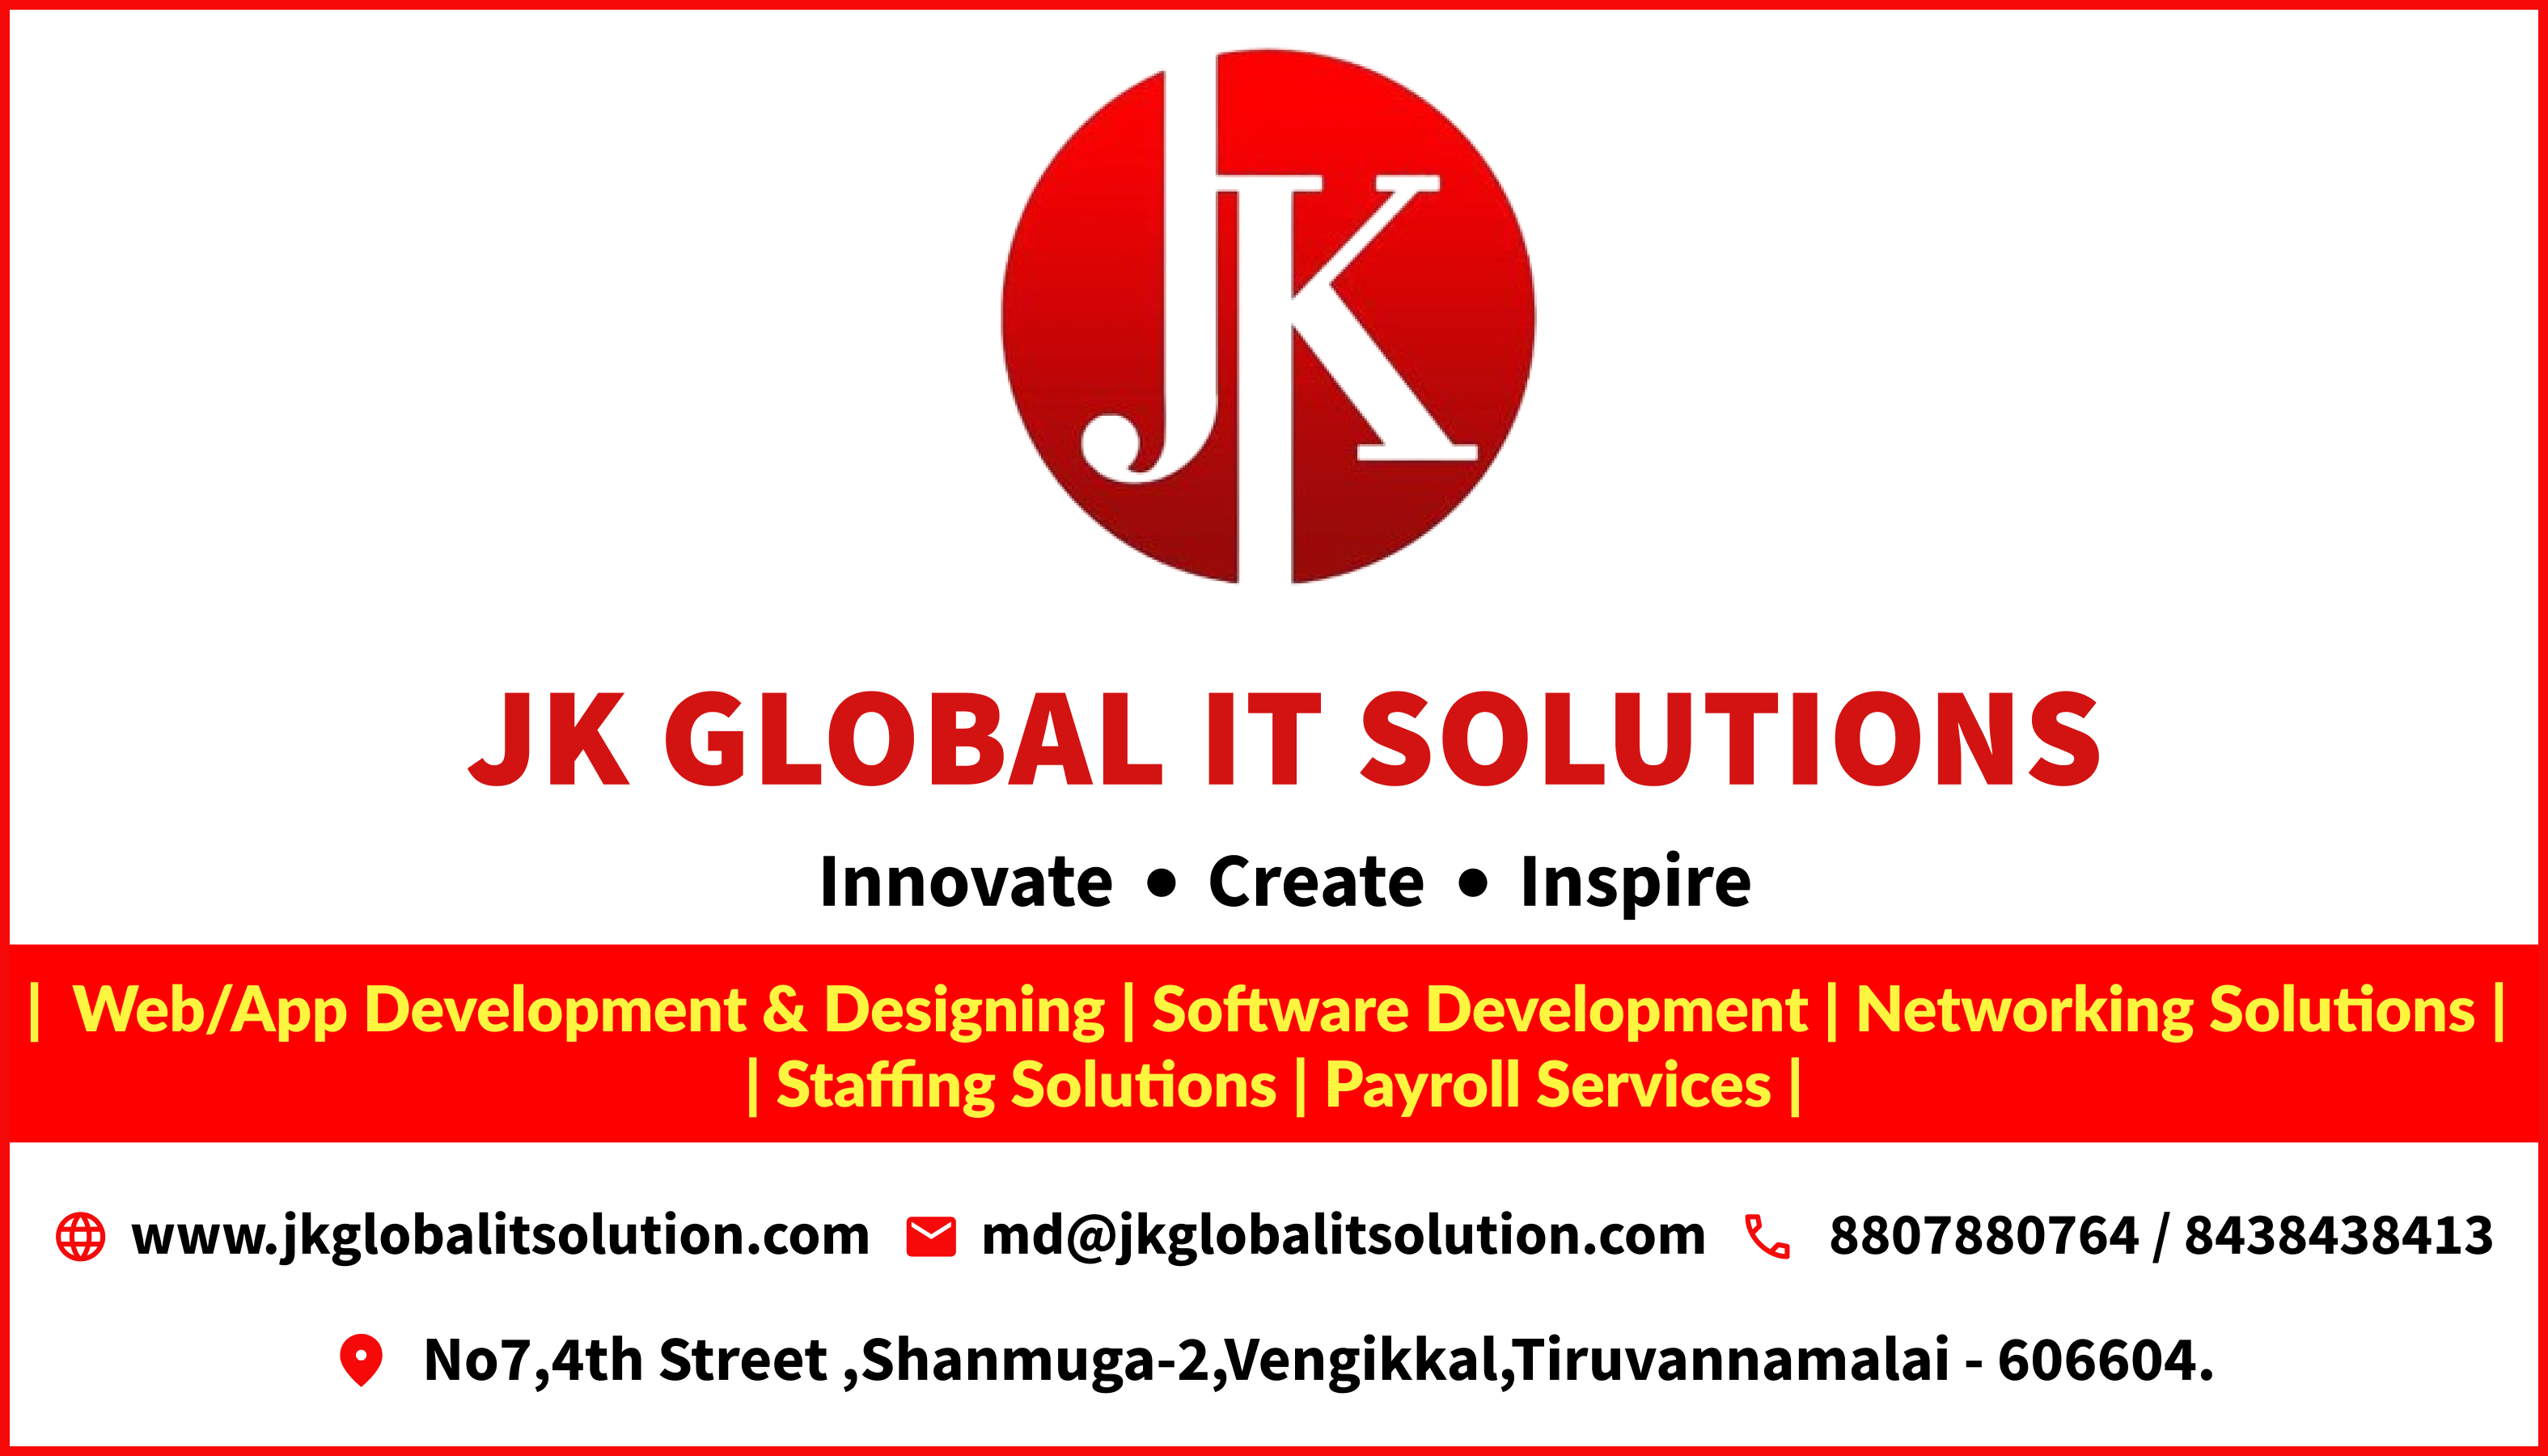 JK
JK GLOBAL IT SOLUTIONS
Innovate • Create • Inspire
| Web/App Development & Designing | Software Development | Networking Solutions |
| Staffing Solutions | Payroll Services |
www.jkglobalitsolution.com md@jkglobalitsolution.com 8807880764 / 8438438413
No7,4th Street ,Shanmuga-2,Vengikkal,Tiruvannamalai - 606604.